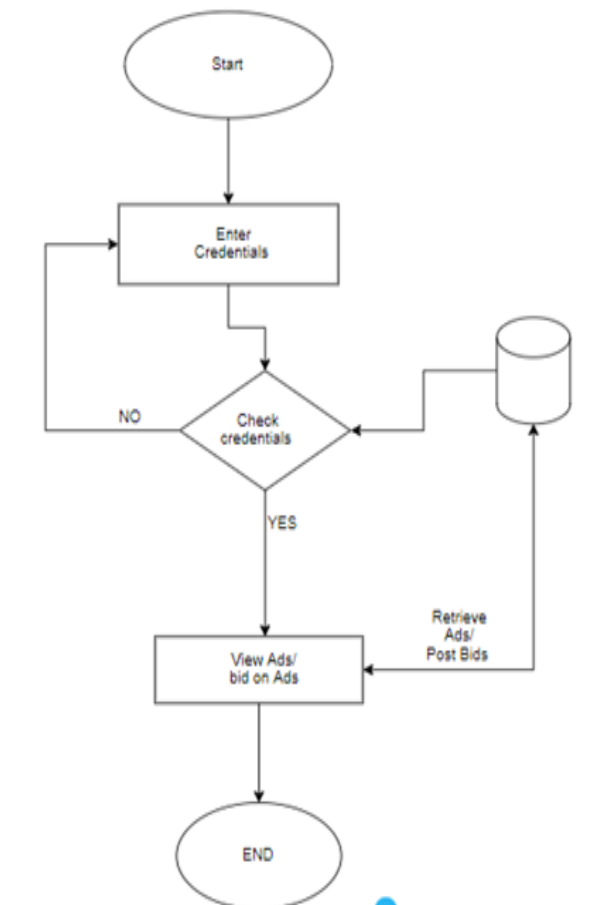 Start
Enter
Credentials
Check
credentials
NO
YES
Retrieve
Ads/
Post Bids
View Ads/
bid on Ads
END